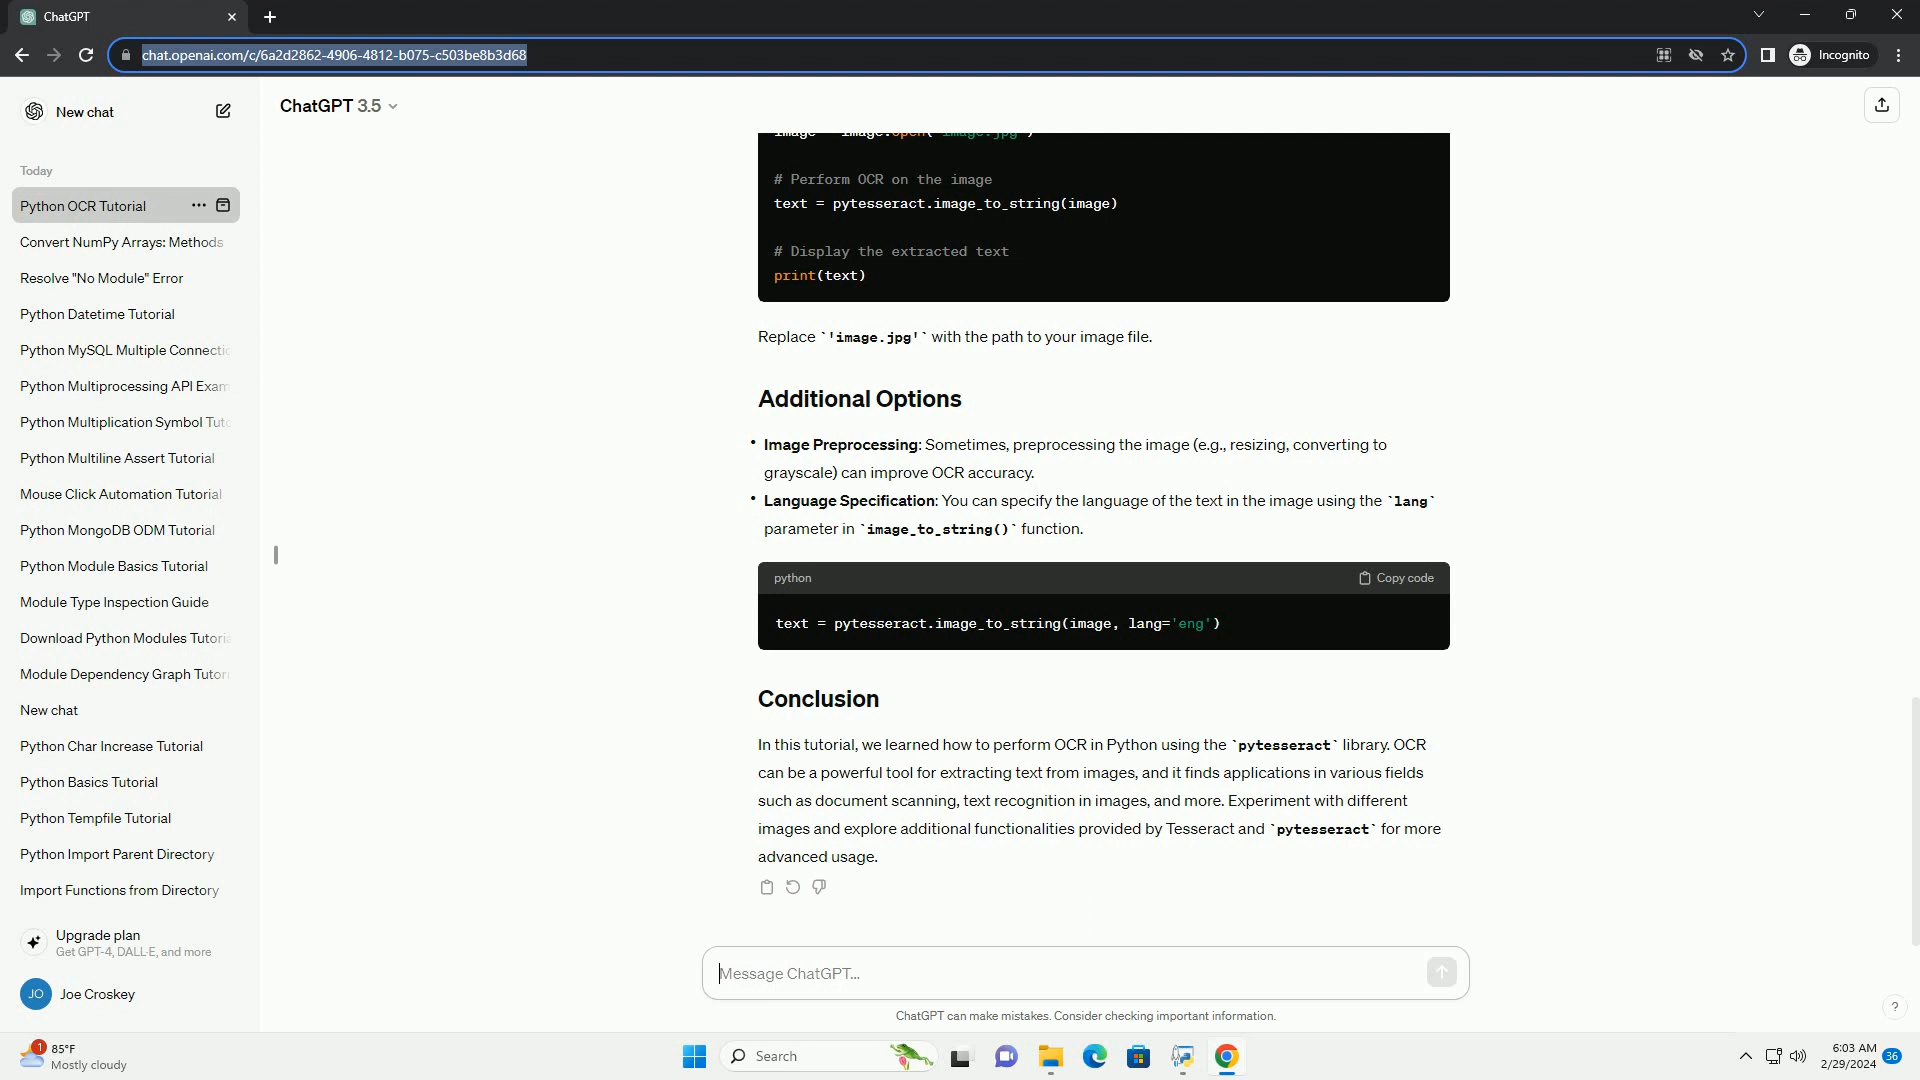 ChatGPT
chat.openai.com/c/6a2d2862-4906-4812-b075-c503be8b3d68
Incognito
New chat
ChatGPT 3.5
Today
Python OCR Tutorial
Convert NumPy Arrays: Methods
Resolve "No Module" Error
Python Datetime Tutorial
Python MySQL Multiple Connectio
Python Multiprocessing API Exam
Python Multiplication Symbol Tuto
Python Multiline Assert Tutorial
Mouse Click Automation Tutorial
Python MongoDB ODM Tutorial
Python Module Basics Tutorial
Module Type Inspection Guide
Download Python Modules Tutoria
Module Dependency Graph Tutori
New chat
Python Char Increase Tutorial
Python Basics Tutorial
Python Tempfile Tutorial
Python Import Parent Directory
Import Functions from Directory
Upgrade plan
Get GPT-4, DALL·E, and more
JO Joe Croskey
image = Image.open('image.jpg')
# Perform OCR on the image
text = pytesseract.image_to_string(image)
# Display the extracted text
print(text)
Replace `'image.jpg'` with the path to your image file.
Additional Options
• Image Preprocessing: Sometimes, preprocessing the image (e.g., resizing, converting to
grayscale) can improve OCR accuracy.
• Language Specification: You can specify the language of the text in the image using the `lang`
parameter in `image_to_string()` function.
python Copy code
text = pytesseract.image_to_string(image, lang='eng')
Conclusion
In this tutorial, we learned how to perform OCR in Python using the `pytesseract` library. OCR
can be a powerful tool for extracting text from images, and it finds applications in various fields
such as document scanning, text recognition in images, and more. Experiment with different
images and explore additional functionalities provided by Tesseract and `pytesseract` for more
advanced usage.
Message ChatGPT...
ChatGPT can make mistakes. Consider checking important information.
?
1
85°F
Mostly cloudy
Search
6:03 AM
2/29/2024
36